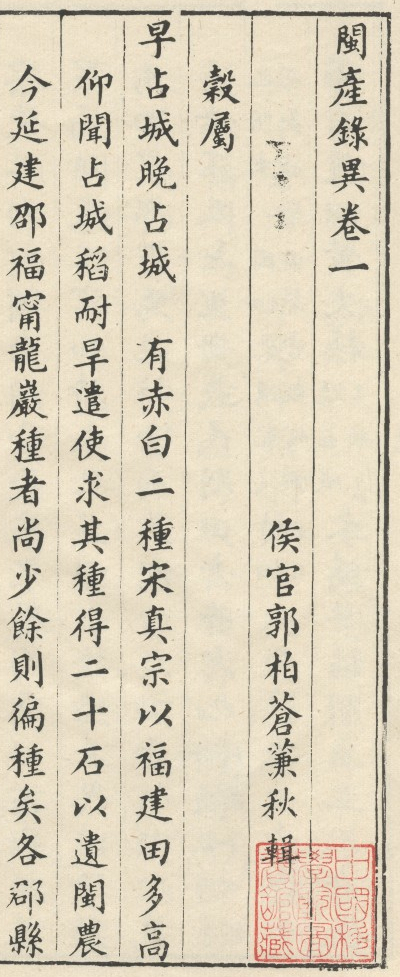 閩產錄異卷一
侯官郭柏蒼蒹秋輯
穀屬
早占城晚占城 有赤白二種宋真宗以福建田多高
仰聞占城稻耐旱遣使求其種得二十石以遺閩農
今延建邵福甯龍巖種者尚少餘則徧種矣各郡縣